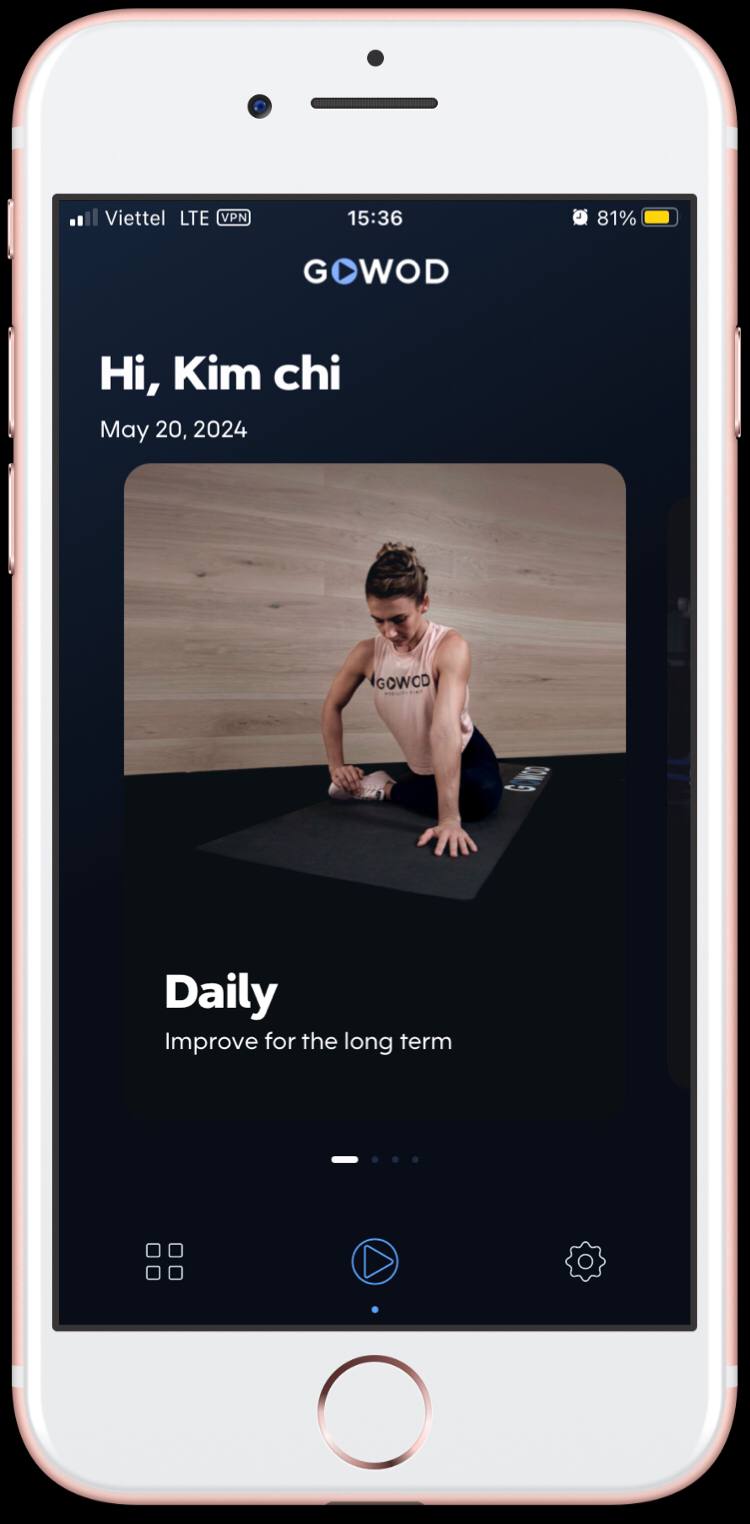 Viettel LTE VPN 15:36 81%
GOWOD
Hi, Kim chi
May 20, 2024
GOWOD
GOWOD
Daily
Improve for the long term